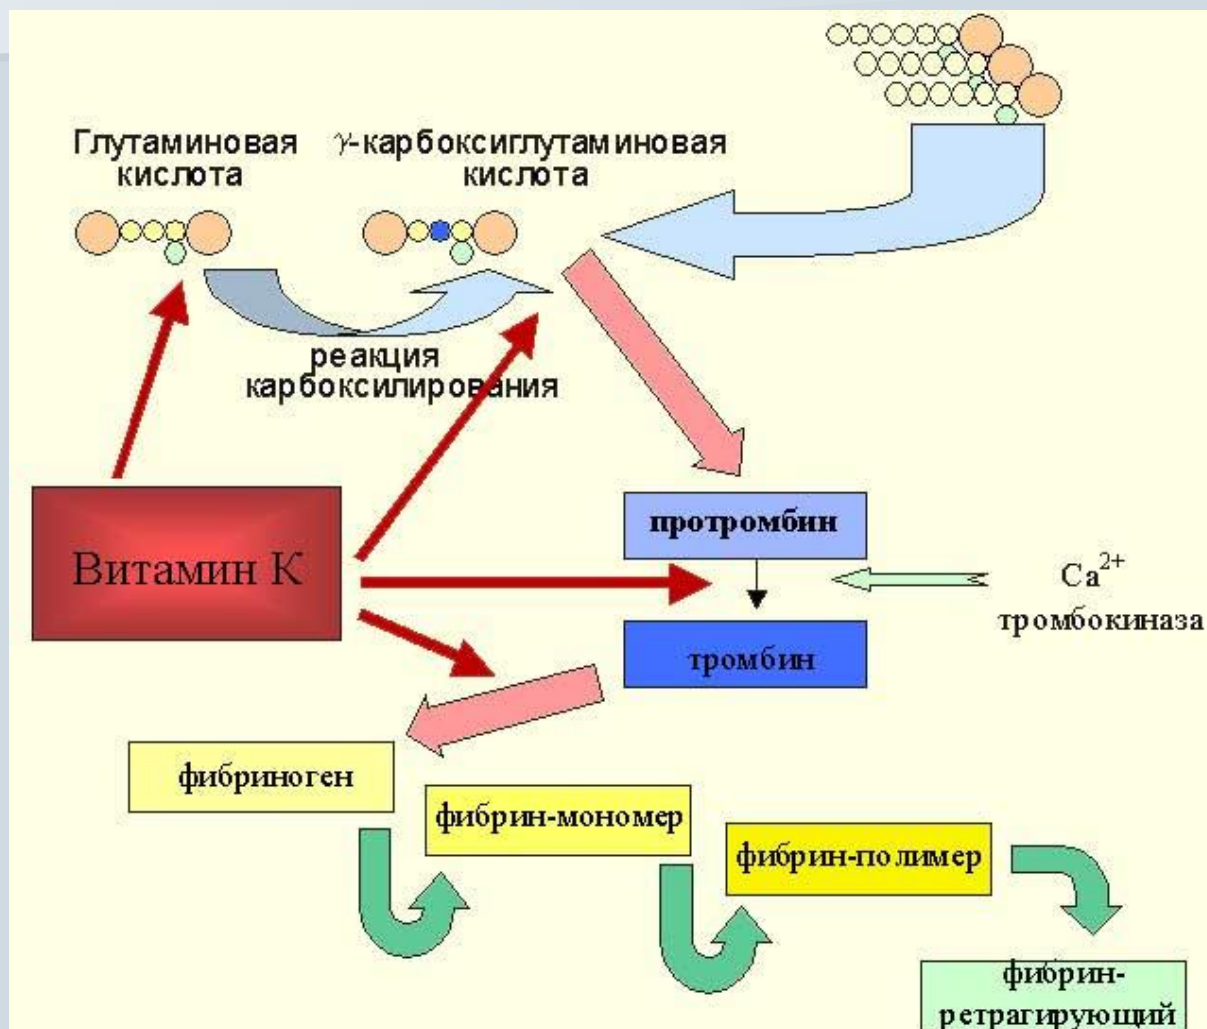 Глутаминовая
кислота
γ-карбоксиглутаминовая
кислота
реакция
карбоксилирования
Витамин К
протромбин
Ca²⁺
тромбокиназа
тромбин
фибриноген
фибрин-мономер
фибрин-полимер
фибрин-
ретрагирующий